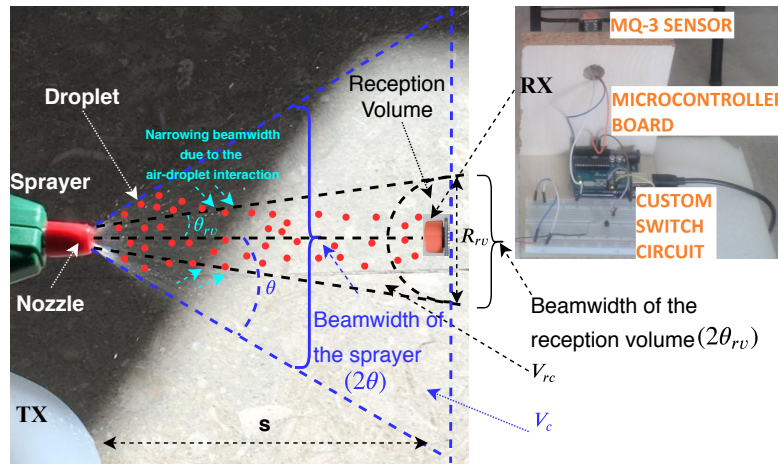 MQ-3 SENSOR
RX
MICROCONTROLLER
BOARD
CUSTOM
SWITCH
CIRCUIT
Droplet
Reception
Volume
Narrowing beamwidth
due to the
air-droplet interaction
Sprayer
θrv
Rrv
Nozzle
θ
Beamwidth of
the sprayer
(2θ)
Beamwidth of the
reception volume (2θrv)
Vrc
TX
s
Vc